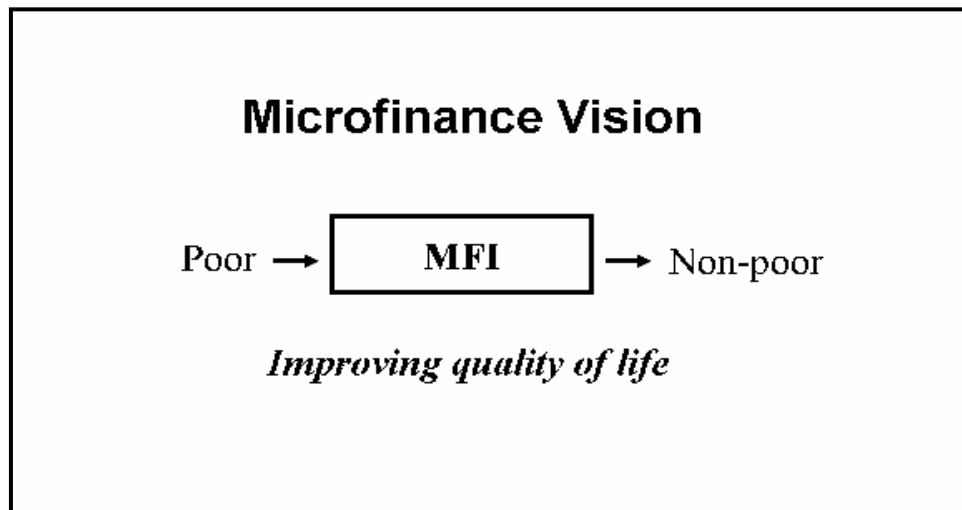 Microfinance Vision
Poor → MFI → Non-poor
Improving quality of life